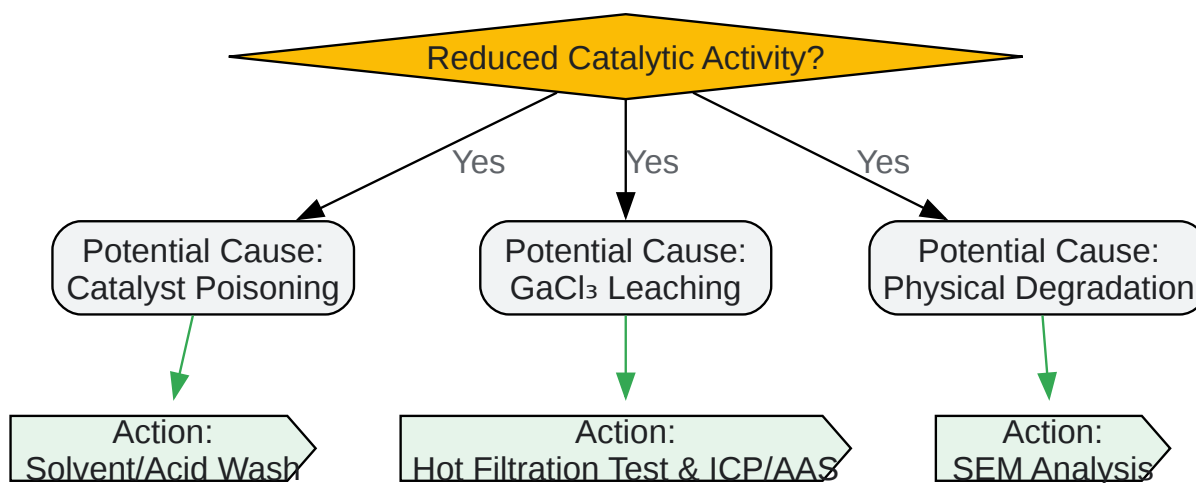 Reduced Catalytic Activity?
Yes
Yes
Yes
Potential Cause:
Catalyst Poisoning
Potential Cause:
GaCl₃ Leaching
Potential Cause:
Physical Degradation
Action:
Solvent/Acid Wash
Action:
Hot Filtration Test & ICP/AAS
Action:
SEM Analysis